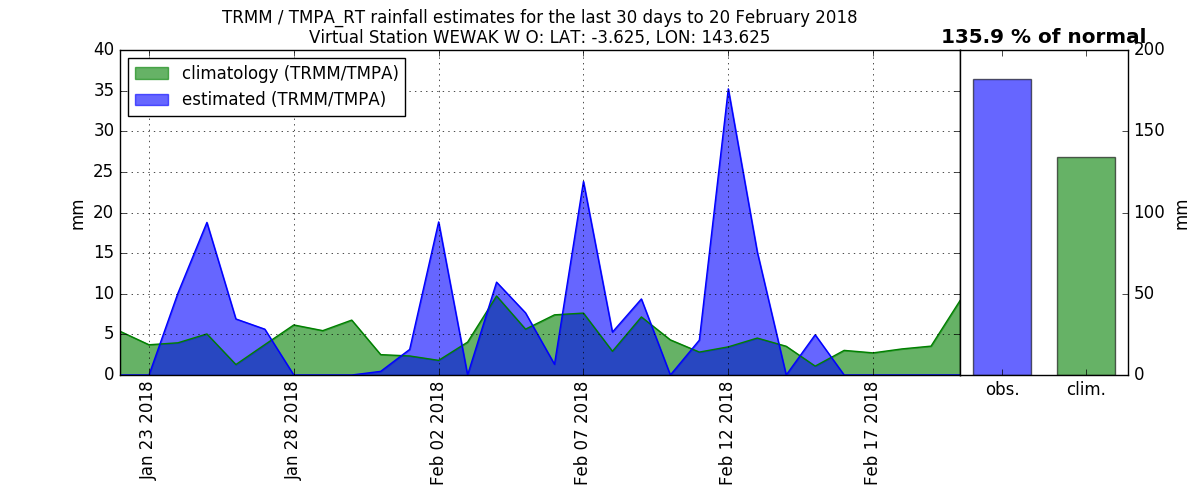 TRMM / TMPA_RT rainfall estimates for the last 30 days to 20 February 2018
Virtual Station WEWAK W O: LAT: -3.625, LON: 143.625
135.9 % of normal
climatology (TRMM/TMPA)
estimated (TRMM/TMPA)
mm
40
35
30
25
20
15
10
5
0
Jan 23 2018
Jan 28 2018
Feb 02 2018
Feb 07 2018
Feb 12 2018
Feb 17 2018
obs.
clim.
200
150
100
50
0
mm